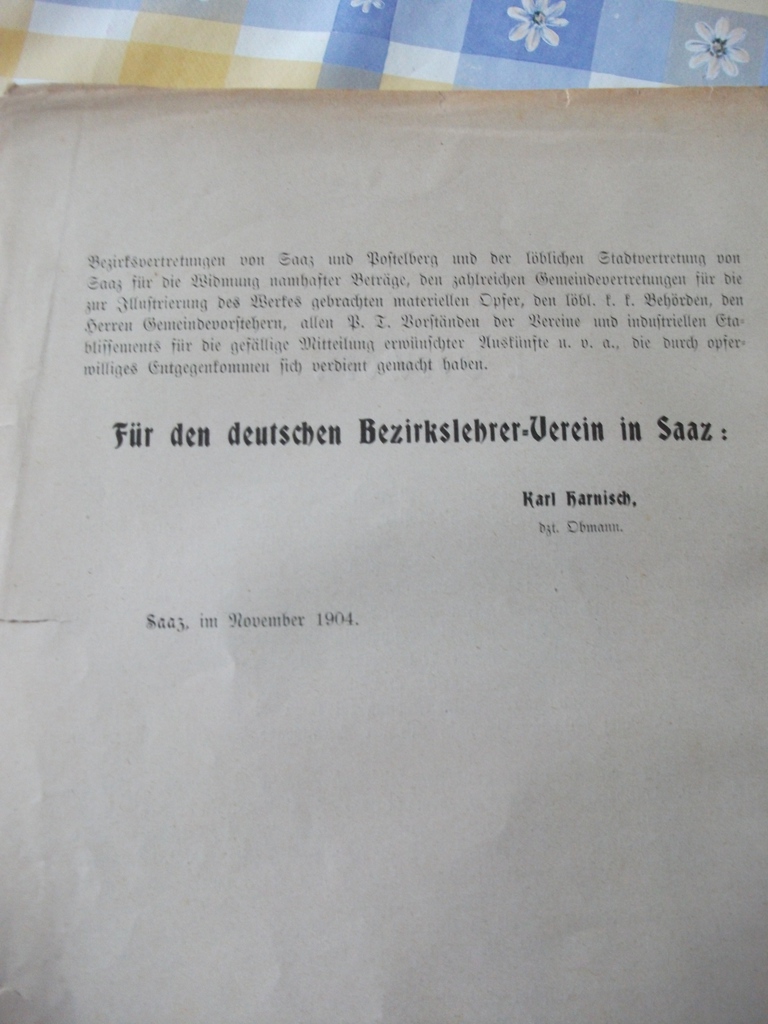 Bezirksvertretungen von Saaz und Postelberg und der löblichen Stadtvertretung von
Saaz für die Widmung namhafter Beträge, den zahlreichen Gemeindevertretungen für die
zur Illustrierung des Werkes gebrachten materiellen Opfer, den löbl. k. k. Behörden, den
Herren Gemeindevorstehern, allen P. T. Vorständen der Vereine und industriellen Eta-
blissements für die gefällige Mitteilung erwünschter Auskünfte u. v. a., die durch opfer-
williges Entgegenkommen sich verdient gemacht haben.
Für den deutschen Bezirkslehrer-Verein in Saaz:
Karl Harnisch,
dzt. Obmann.
Saaz, im November 1904.